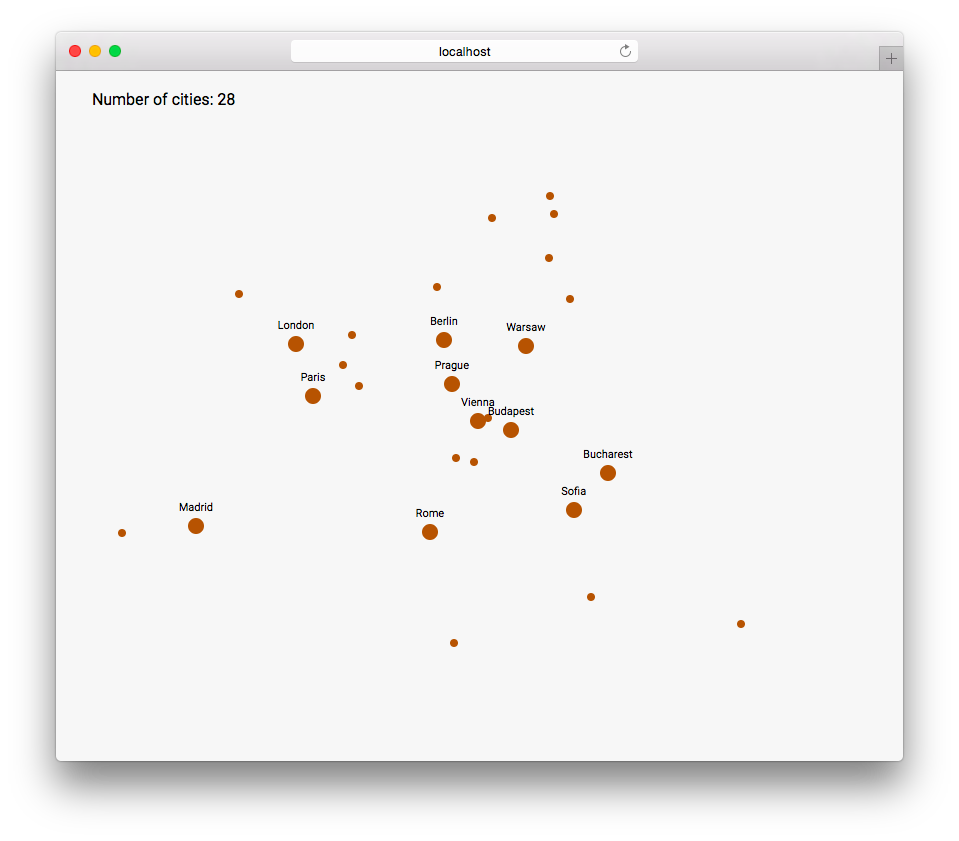 localhost
Number of cities: 28
London
Berlin
Warsaw
Prague
Paris
Vienna
Budapest
Bucharest
Sofia
Madrid
Rome